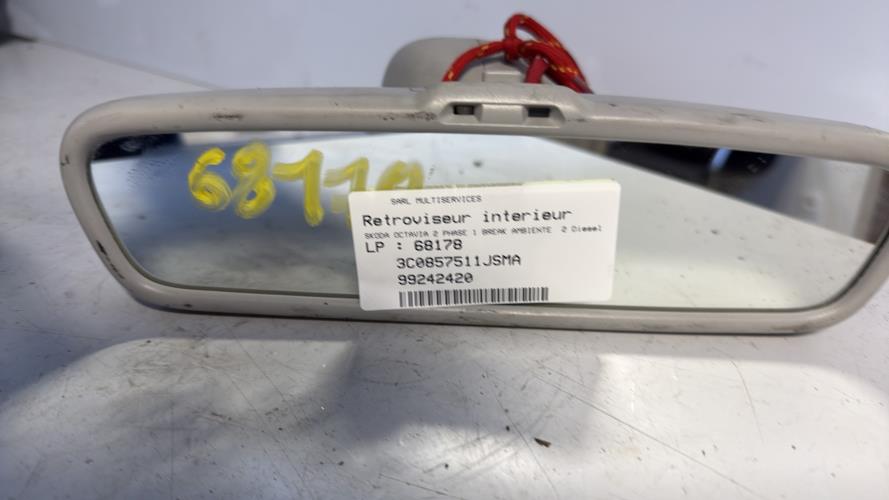 SARL MULTISERVICES
Retroviseur interieur
SKODA OCTAVIA 2 PHASE 1 BREAK AMBIENTE 2 Diesel
LP : 68178
3C0857511JSMA
99242420